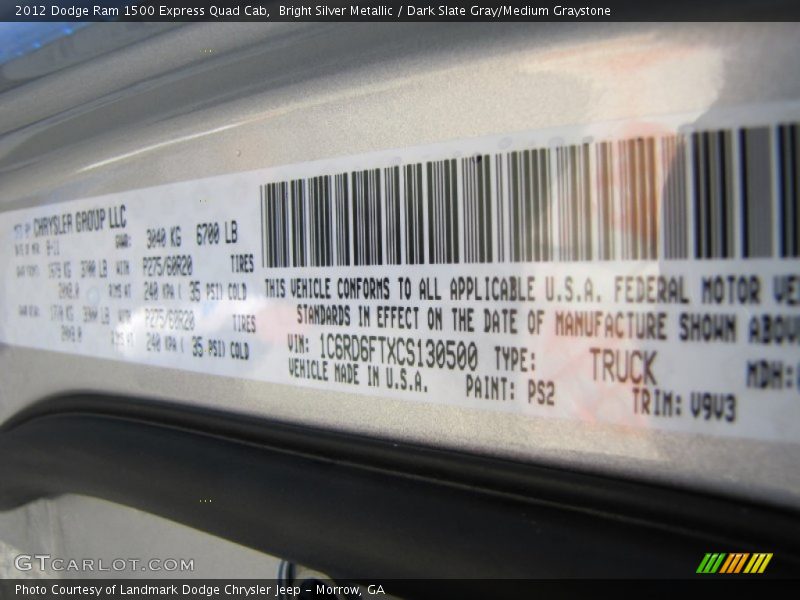 2012 Dodge Ram 1500 Express Quad Cab, Bright Silver Metallic / Dark Slate Gray/Medium Graystone
CHRYSLER GROUP LLC
3040 KG 6700 LB
P275/60R20 TIRES
240 KPA ( 35 PSI) COLD
P275/60R20 TIRES
240 KPA ( 35 PSI) COLD
THIS VEHICLE CONFORMS TO ALL APPLICABLE U.S.A. FEDERAL MOTOR VE
STANDARDS IN EFFECT ON THE DATE OF MANUFACTURE SHOWN ABOV
VIN: 1C6RD6FTXCS130500 TYPE: TRUCK MDH:
VEHICLE MADE IN U.S.A. PAINT: PS2 TRIM: V9V3
GTCARLOT.COM
Photo Courtesy of Landmark Dodge Chrysler Jeep - Morrow, GA